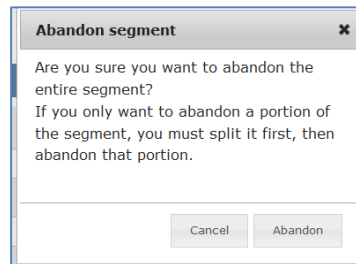 Abandon segment
Are you sure you want to abandon the
entire segment?
If you only want to abandon a portion of
the segment, you must split it first, then
abandon that portion.
Cancel Abandon